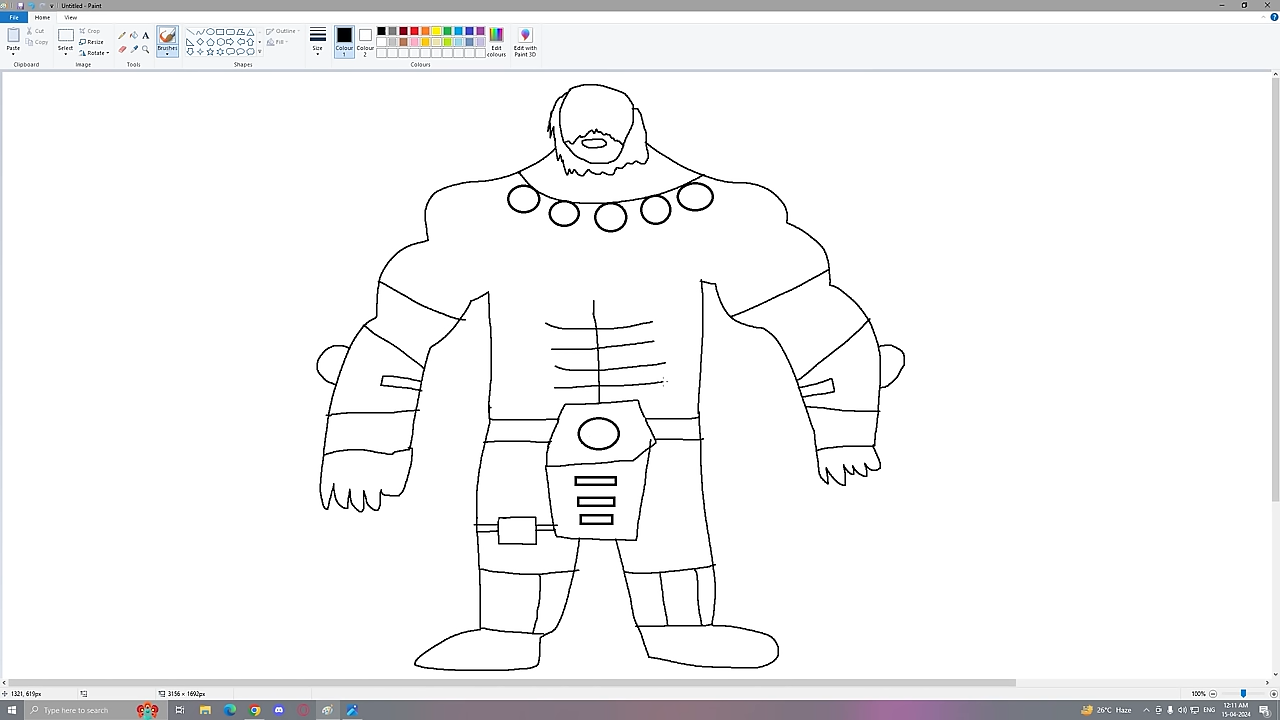 Untitled - Paint
File Home View
Paste
Cut
Copy
Clipboard
Select
Crop
Resize
Rotate
Image
Tools
Brushes
Outline
Fill
Shapes
Size
Colour 1
Colour 2
Edit colours
Edit with Paint 3D
Colours
1321, 619px
3156 × 1692px
100%
Type here to search
26°C Haze
ENG
12:11 AM
15-04-2024